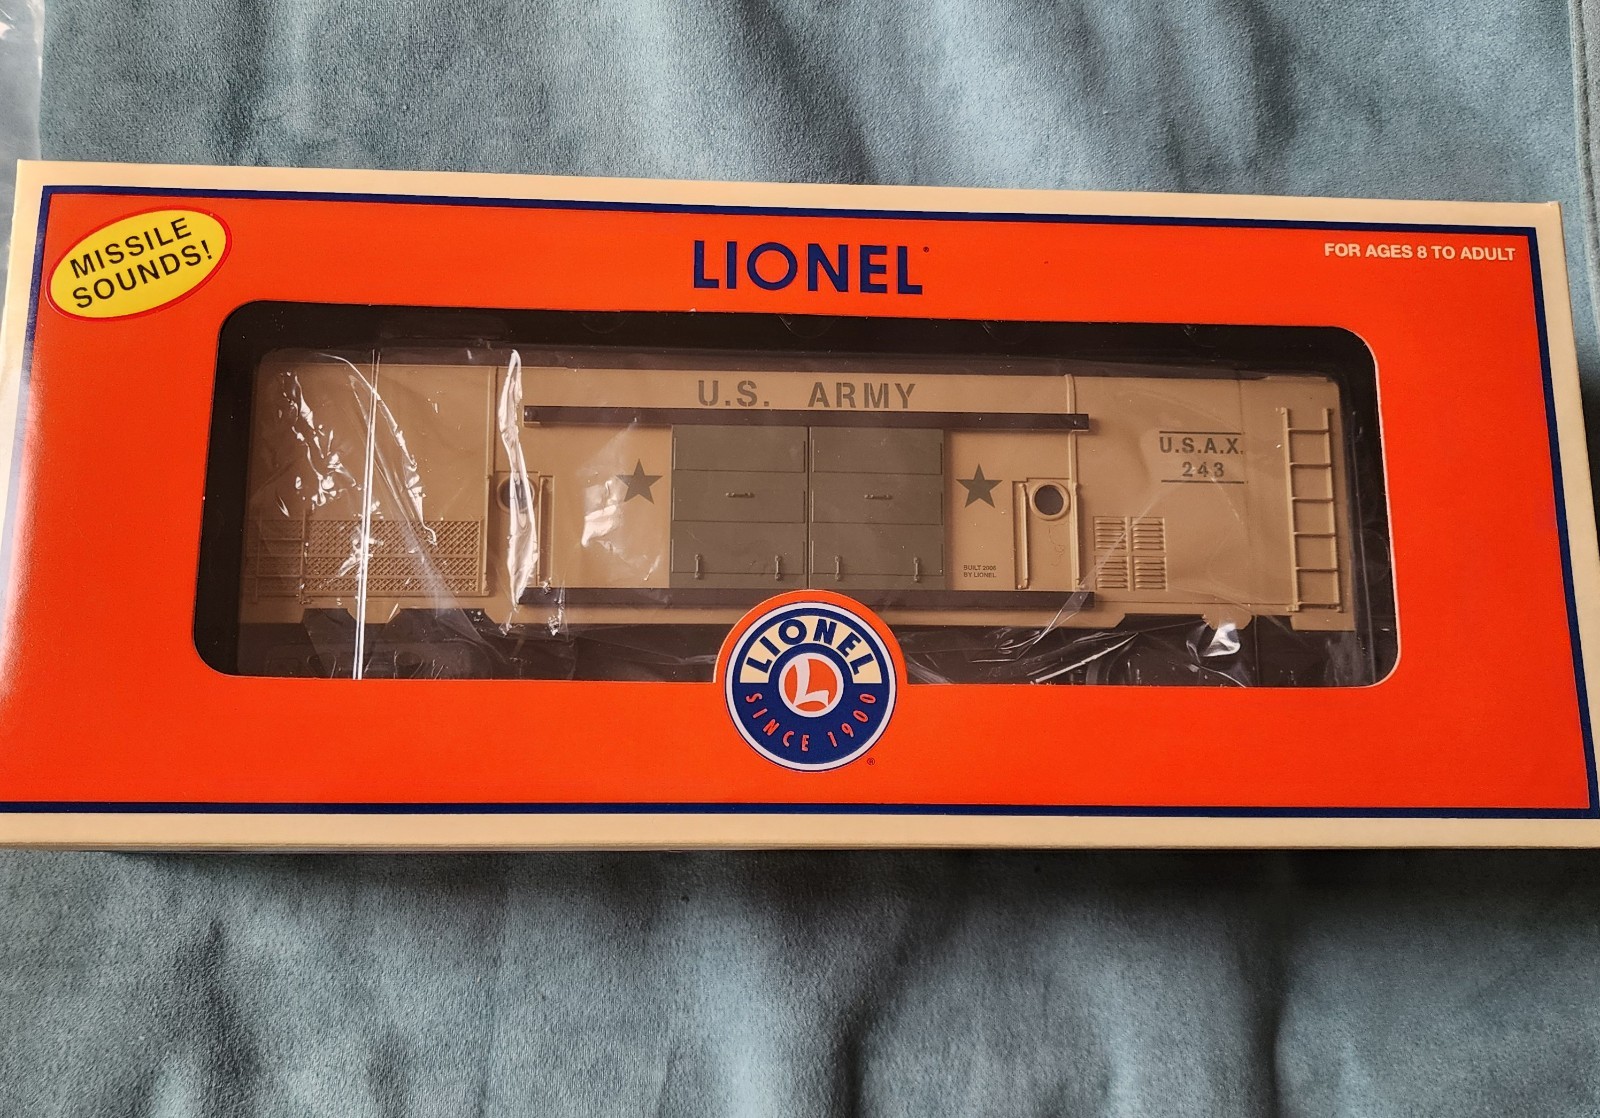 MISSILE
SOUNDS!
LIONEL
FOR AGES 8 TO ADULT
U.S. ARMY
U.S.A.X.
243
BUILT 2006
BY LIONEL
LIONEL
L
SINCE 1900
®